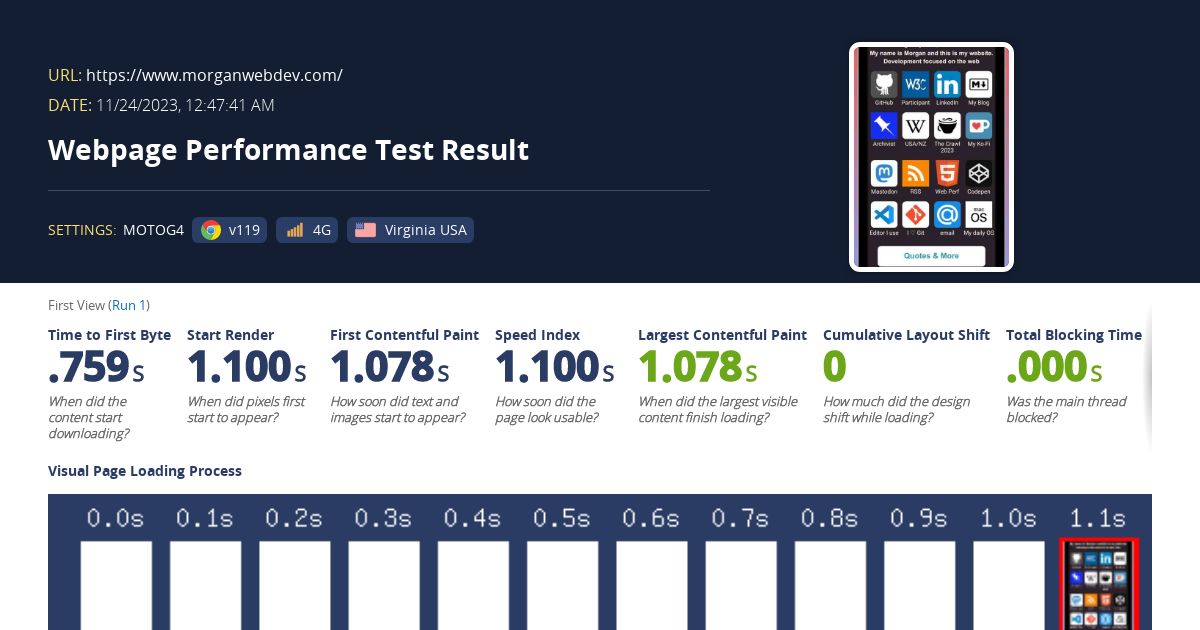 URL: https://www.morganwebdev.com/
DATE: 11/24/2023, 12:47:41 AM
Webpage Performance Test Result
SETTINGS: MOTOG4 v119 4G Virginia USA
My name is Morgan and this is my website.
Development focused on the web
W3C in M
GitHub Participant LinkedIn My Blog
W
Archivist USA/NZ The Crawl 2023 My Ko-Fi
5
Mastodon RSS Web Perf Codepen
@ mac OS
Editor I use I ♡ Git email My daily OS
Quotes & More
First View (Run 1)
Time to First Byte
.759s
When did the
content start
downloading?
Start Render
1.100s
When did pixels first
start to appear?
First Contentful Paint
1.078s
How soon did text and
images start to appear?
Speed Index
1.100s
How soon did the
page look usable?
Largest Contentful Paint
1.078s
When did the largest visible
content finish loading?
Cumulative Layout Shift
0
How much did the design
shift while loading?
Total Blocking Time
.000s
Was the main thread
blocked?
Visual Page Loading Process
0.0s 0.1s 0.2s 0.3s 0.4s 0.5s 0.6s 0.7s 0.8s 0.9s 1.0s 1.1s